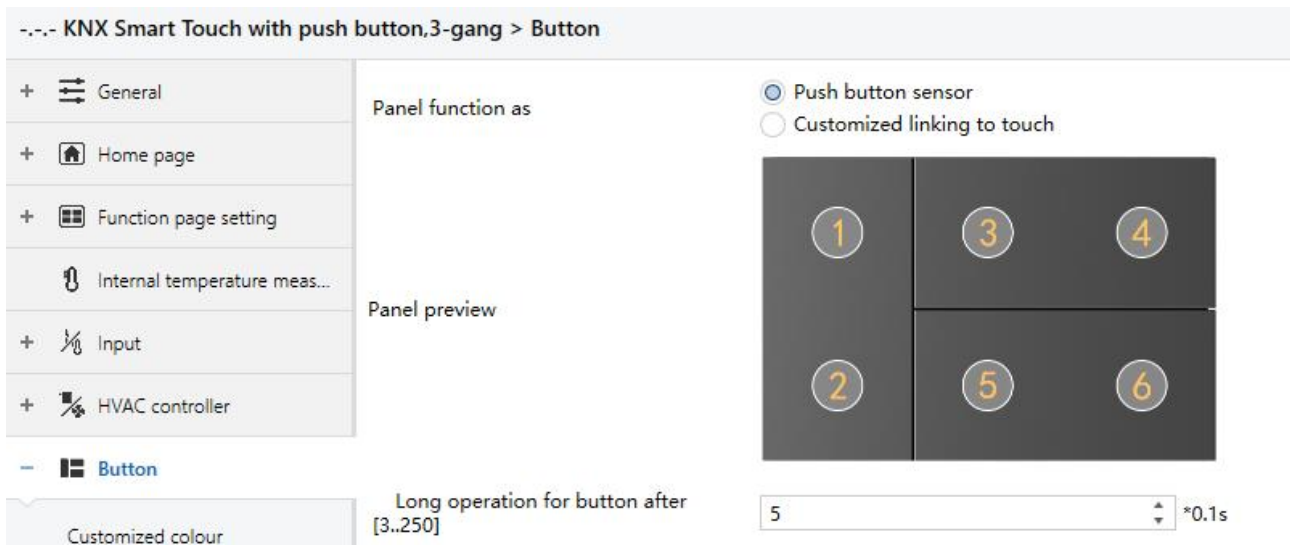 -.-.- KNX Smart Touch with push button,3-gang > Button
+ General
+ Home page
+ Function page setting
Internal temperature meas...
+ Input
+ HVAC controller
– Button
Customized colour
Panel function as
Push button sensor
Customized linking to touch
Panel preview
1 3 4
2 5 6
Long operation for button after
[3..250]
5 *0.1s